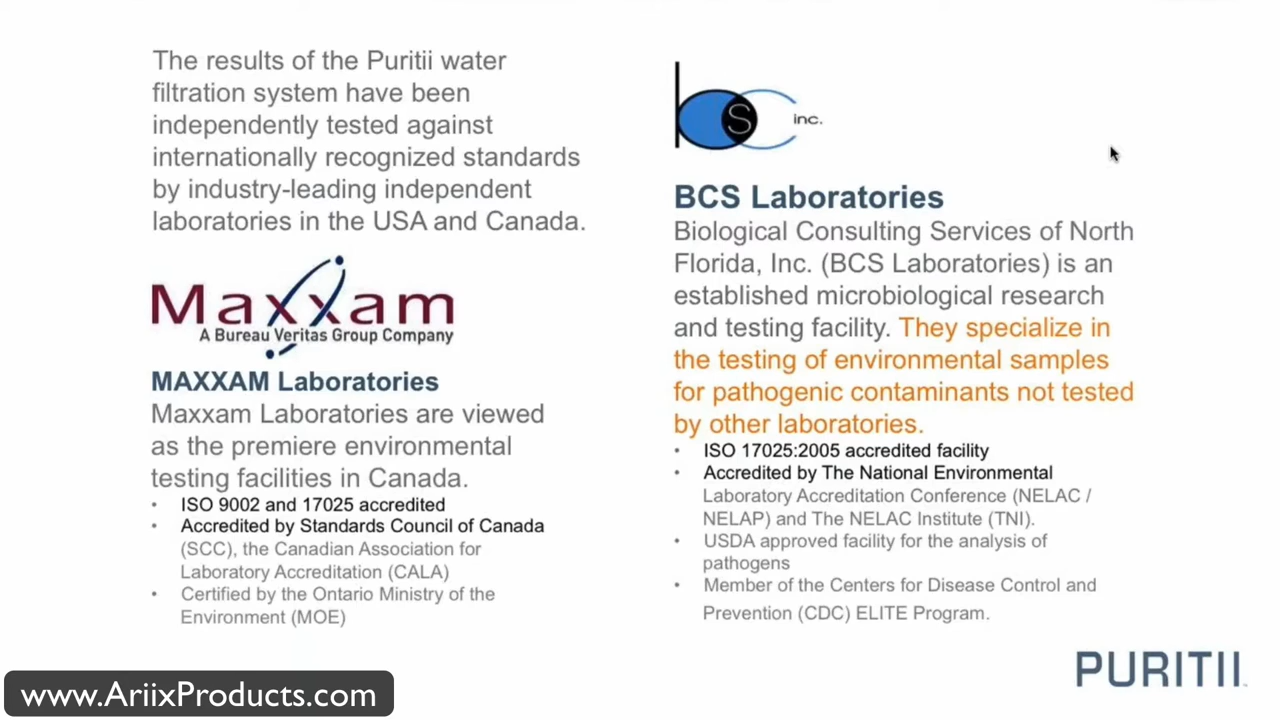 The results of the Puritii water
filtration system have been
independently tested against
internationally recognized standards
by industry-leading independent
laboratories in the USA and Canada.
Maxxam
A Bureau Veritas Group Company
MAXXAM Laboratories
Maxxam Laboratories are viewed
as the premiere environmental
testing facilities in Canada.
• ISO 9002 and 17025 accredited
• Accredited by Standards Council of Canada
(SCC), the Canadian Association for
Laboratory Accreditation (CALA)
• Certified by the Ontario Ministry of the
Environment (MOE)
bsc inc.
BCS Laboratories
Biological Consulting Services of North
Florida, Inc. (BCS Laboratories) is an
established microbiological research
and testing facility. They specialize in
the testing of environmental samples
for pathogenic contaminants not tested
by other laboratories.
• ISO 17025:2005 accredited facility
• Accredited by The National Environmental
Laboratory Accreditation Conference (NELAC /
NELAP) and The NELAC Institute (TNI).
• USDA approved facility for the analysis of
pathogens
• Member of the Centers for Disease Control and
Prevention (CDC) ELITE Program.
PURITII
www.AriixProducts.com